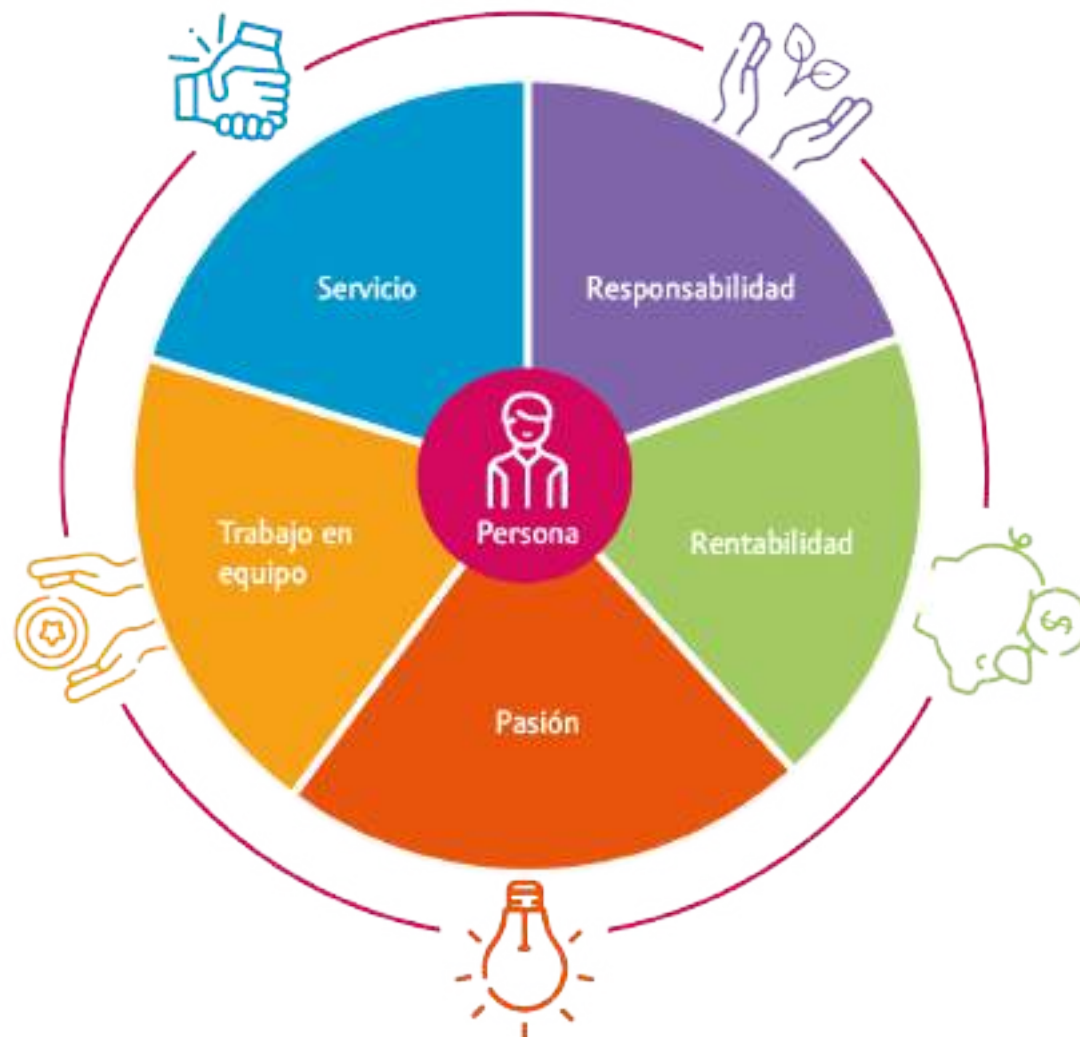 Servicio
Responsabilidad
Persona
Trabajo en
equipo
Rentabilidad
Pasión
$